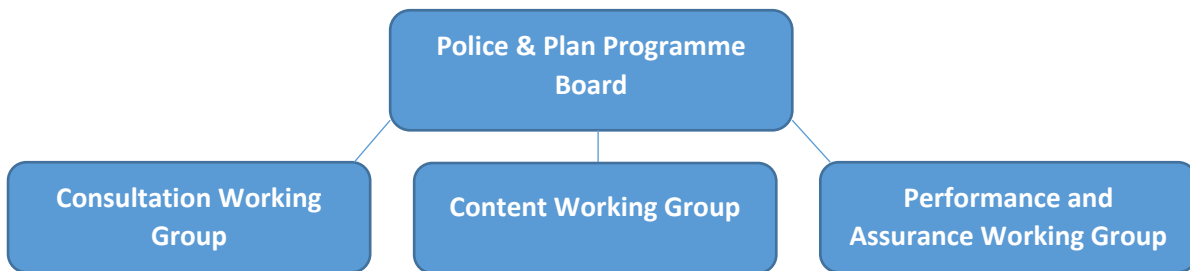 Police & Plan Programme
Board
Consultation Working
Group
Content Working Group
Performance and
Assurance Working Group